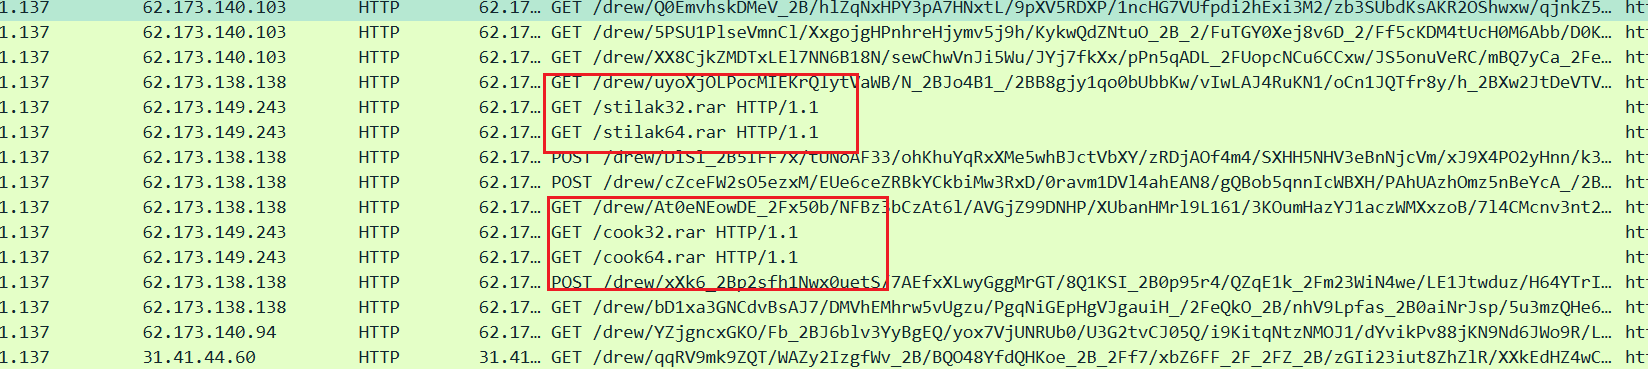 1.137 62.173.140.103 HTTP 62.17… GET /drew/Q0EmvhskDMeV_2B/hlZqNxHPY3pA7HNxtL/9pXV5RDXP/1ncHG7VUfpdi2hExi3M2/zb3SUbdKsAKR2OShwxw/qjnkZ5… ht
1.137 62.173.140.103 HTTP 62.17… GET /drew/5PSU1PlseVmnCl/XxgojgHPnhreHjymv5j9h/KykwQdZNtuO_2B_2/FuTGY0Xej8v6D_2/Ff5cKDM4tUcH0M6Abb/D0K… ht
1.137 62.173.140.103 HTTP 62.17… GET /drew/XX8CjkZMDTxLEl7NN6B18N/sewChwVnJi5Wu/JYj7fkXx/pPn5qADL_2FUopcNCu6CCxw/JS5onuVeRC/mBQ7yCa_2Fe… ht
1.137 62.173.138.138 HTTP 62.17… GET /drew/uyoXjOLPocMIEKrQIytVaWB/N_2BJo4B1_/2BB8gjy1qo0bUbbKw/vIwLAJ4RuKN1/oCn1JQTfr8y/h_2BXw2JtDeVTV… ht
1.137 62.173.149.243 HTTP 62.17… GET /stilak32.rar HTTP/1.1 ht
1.137 62.173.149.243 HTTP 62.17… GET /stilak64.rar HTTP/1.1 ht
1.137 62.173.138.138 HTTP 62.17… POST /drew/DlSl_2B5IFF7x/tUNoAF33/ohKhuYqRxXMe5whBJctVbXY/zRDjAOf4m4/SXHH5NHV3eBnNjcVm/xJ9X4PO2yHnn/k3… ht
1.137 62.173.138.138 HTTP 62.17… POST /drew/cZceFW2sO5ezxM/EUe6ceZRBkYCkbiMw3RxD/0ravm1DVl4ahEAN8/gQBob5qnnIcWBXH/PAhUAzhOmz5nBeYcA_/2B… ht
1.137 62.173.138.138 HTTP 62.17… GET /drew/At0eNEowDE_2Fx50b/NFBz3bCzAt6l/AVGjZ99DNHP/XUbanHMrl9L161/3KOumHazYJ1aczWMXxzoB/7l4CMcnv3nt2… ht
1.137 62.173.149.243 HTTP 62.17… GET /cook32.rar HTTP/1.1 ht
1.137 62.173.149.243 HTTP 62.17… GET /cook64.rar HTTP/1.1 ht
1.137 62.173.138.138 HTTP 62.17… POST /drew/xXk6_2Bp2sfh1Nwx0uetS/7AEfxXLwyGggMrGT/8Q1KSI_2B0p95r4/QZqE1k_2Fm23WiN4we/LE1Jtwduz/H64YTrI… ht
1.137 62.173.138.138 HTTP 62.17… GET /drew/bD1xa3GNCdvBsAJ7/DMVhEMhrw5vUgzu/PgqNiGEpHgVJgauiH_/2FeQkO_2B/nhV9Lpfas_2B0aiNrJsp/5u3mzQHe6… ht
1.137 62.173.140.94 HTTP 62.17… GET /drew/YZjgncxGKO/Fb_2BJ6blv3YyBgEQ/yox7VjUNRUb0/U3G2tvCJ05Q/i9KitqNtzNMOJ1/dYvikPv88jKN9Nd6JWo9R/L… ht
1.137 31.41.44.60 HTTP 31.41… GET /drew/qqRV9mk9ZQT/WAZy2IzgfWv_2B/BQO48YfdQHKoe_2B_2Ff7/xbZ6FF_2F_2FZ_2B/zGIi23iut8ZhZlR/XXkEdHZ4wC… ht